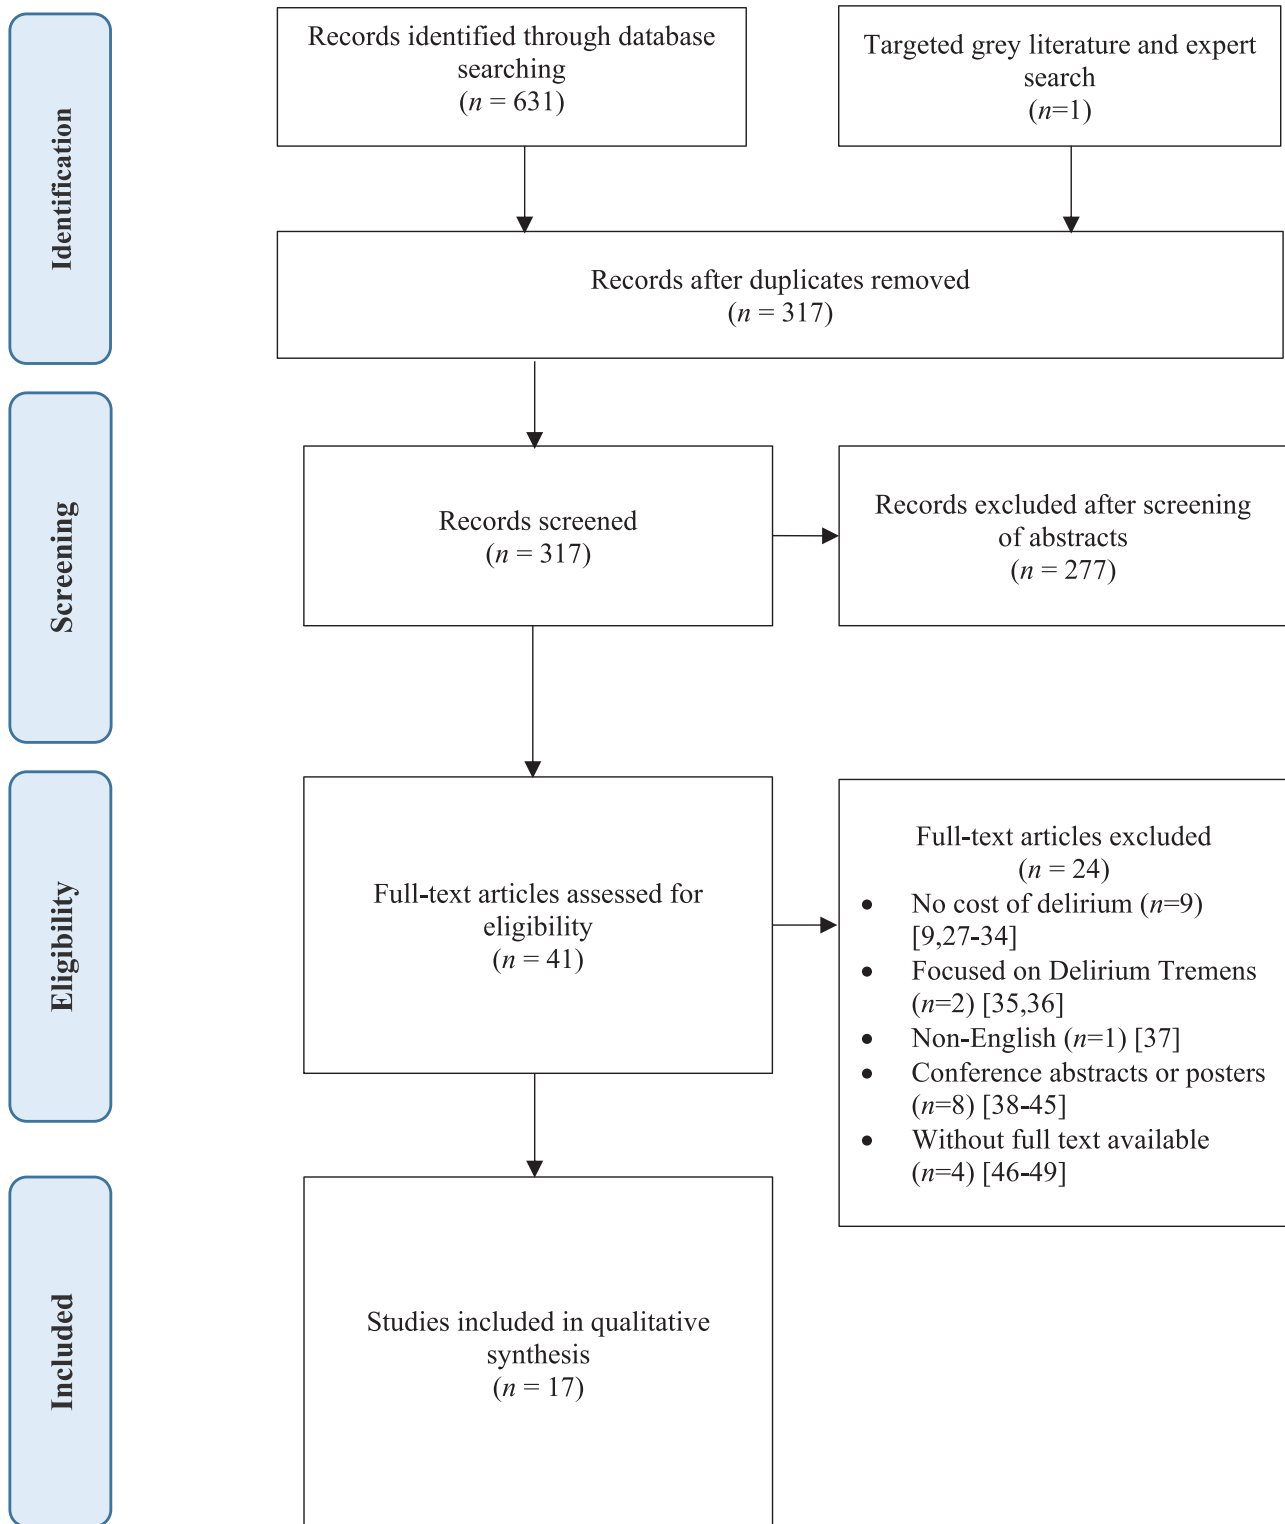 Identification
Records identified through database
searching
(n = 631)
Targeted grey literature and expert
search
(n=1)
Records after duplicates removed
(n = 317)
Screening
Records screened
(n = 317)
Records excluded after screening
of abstracts
(n = 277)
Eligibility
Full-text articles assessed for
eligibility
(n = 41)
Full-text articles excluded
(n = 24)
• No cost of delirium (n=9)
[9,27-34]
• Focused on Delirium Tremens
(n=2) [35,36]
• Non-English (n=1) [37]
• Conference abstracts or posters
(n=8) [38-45]
• Without full text available
(n=4) [46-49]
Included
Studies included in qualitative
synthesis
(n = 17)